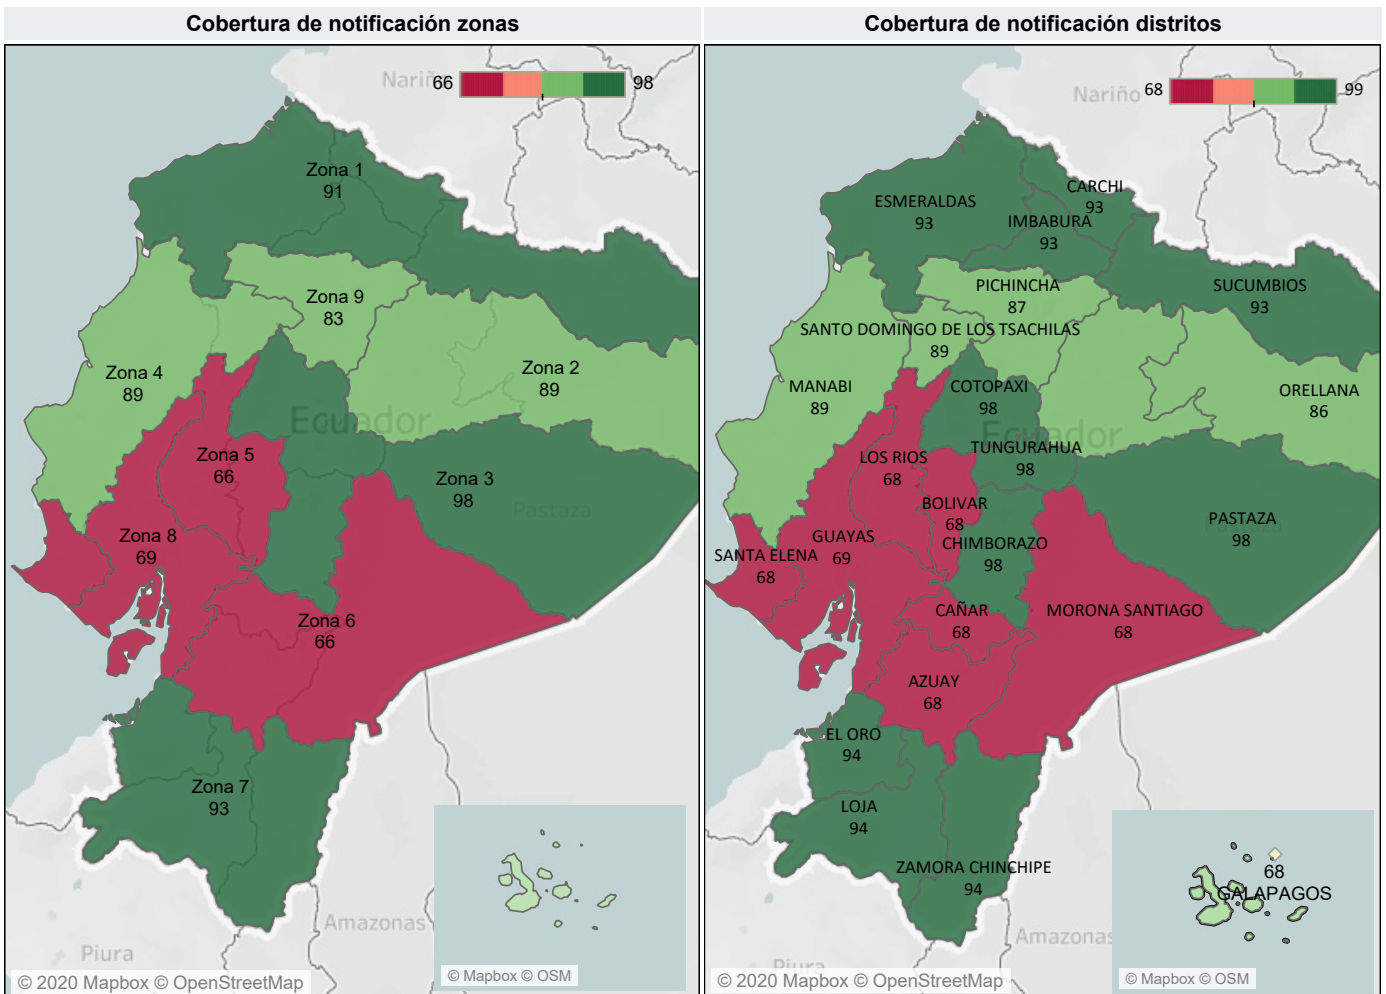 Cobertura de notificación zonas
Nariño
66
98
Zona 1
91
Zona 9
83
Zona 4
89
Zona 2
89
Ecuador
Zona 5
66
Zona 3
98
Pastaza
Zona 8
69
Zona 6
66
Zona 7
93
Amazonas
Piura
© 2020 Mapbox © OpenStreetMap
© Mapbox © OSM
Cobertura de notificación distritos
Nariño
68
99
CARCHI
93
ESMERALDAS
93
IMBABURA
93
PICHINCHA
87
SUCUMBIOS
93
SANTO DOMINGO DE LOS TSACHILAS
89
MANABI
89
COTOPAXI
98
ORELLANA
86
Ecuador
TUNGURAHUA
98
LOS RIOS
68
BOLIVAR
68
PASTAZA
98
GUAYAS
69
CHIMBORAZO
98
SANTA ELENA
68
CAÑAR
68
MORONA SANTIAGO
68
AZUAY
68
EL ORO
94
LOJA
94
ZAMORA CHINCHIPE
94
68
GALAPAGOS
Amazonas
Piura
© 2020 Mapbox © OpenStreetMap
© Mapbox © OSM